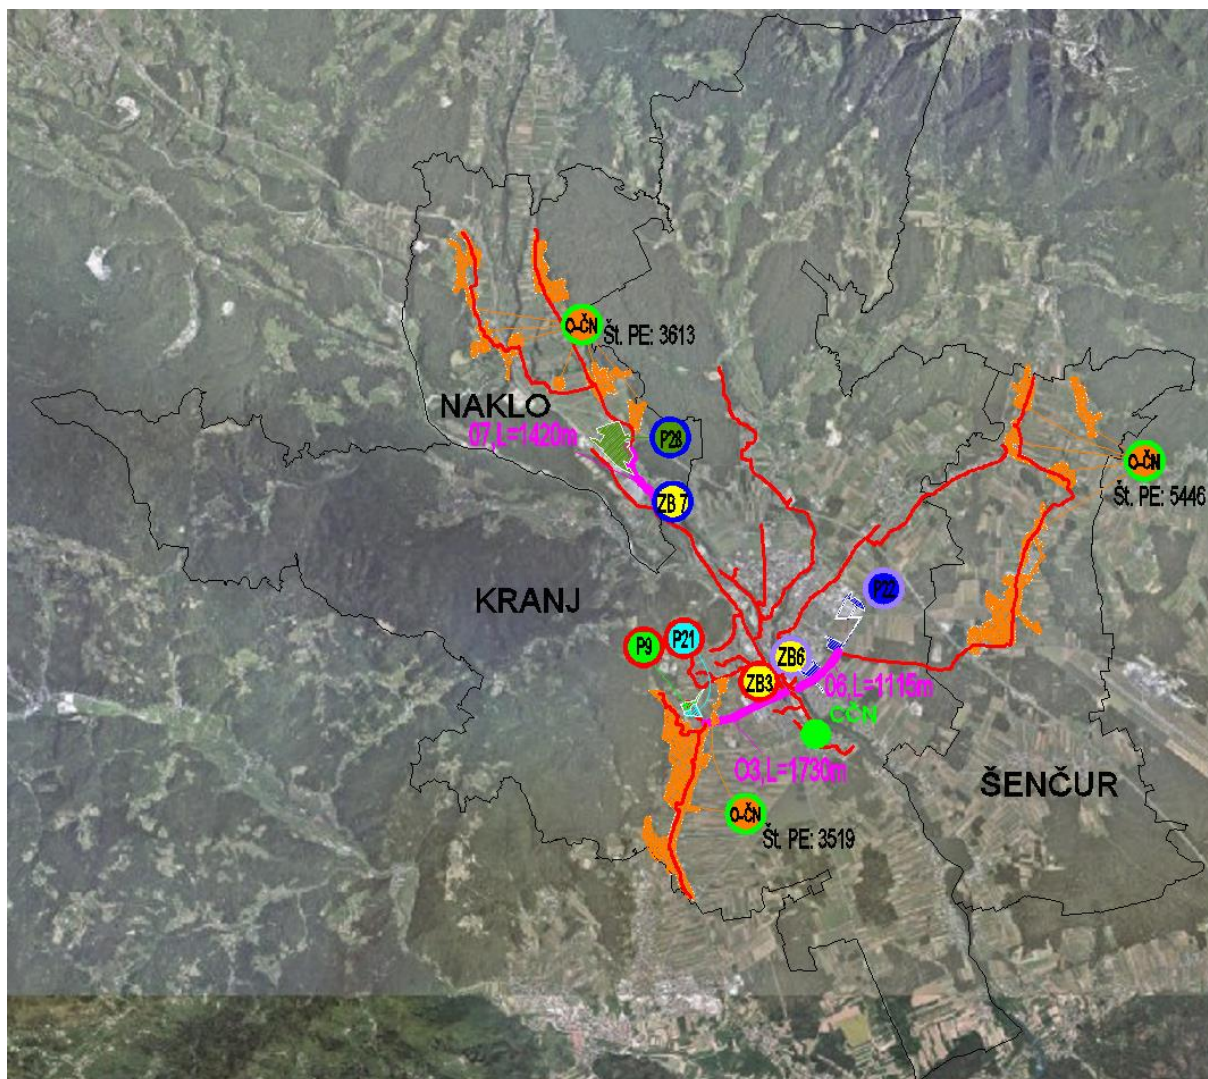 O-ČN
Št. PE: 3613
NAKLO
07,L=1420m
P28
O-ČN
Št. PE: 5446
ZB 7
KRANJ
P22
P9
P21
ZB6
ZB3
O6,L=1115m
CČN
O3,L=1730m
ŠENČUR
O-ČN
Št. PE: 3519